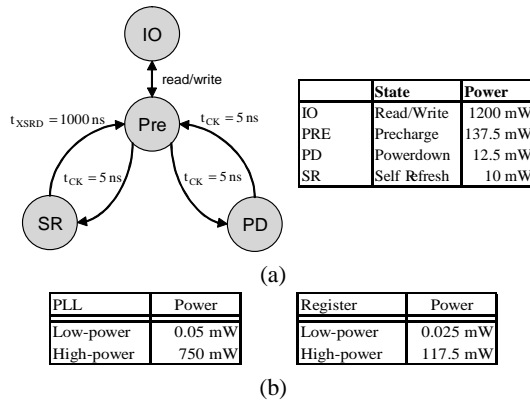 IO
read/write
Pre
t_XSRD = 1000 ns
t_CK = 5 ns
t_CK = 5 ns
t_CK = 5 ns
SR
PD
State Power
IO Read/Write 1200 mW
PRE Precharge 137.5 mW
PD Powerdown 12.5 mW
SR Self Refresh 10 mW
(a)
PLL Power
Low-power 0.05 mW
High-power 750 mW
Register Power
Low-power 0.025 mW
High-power 117.5 mW
(b)